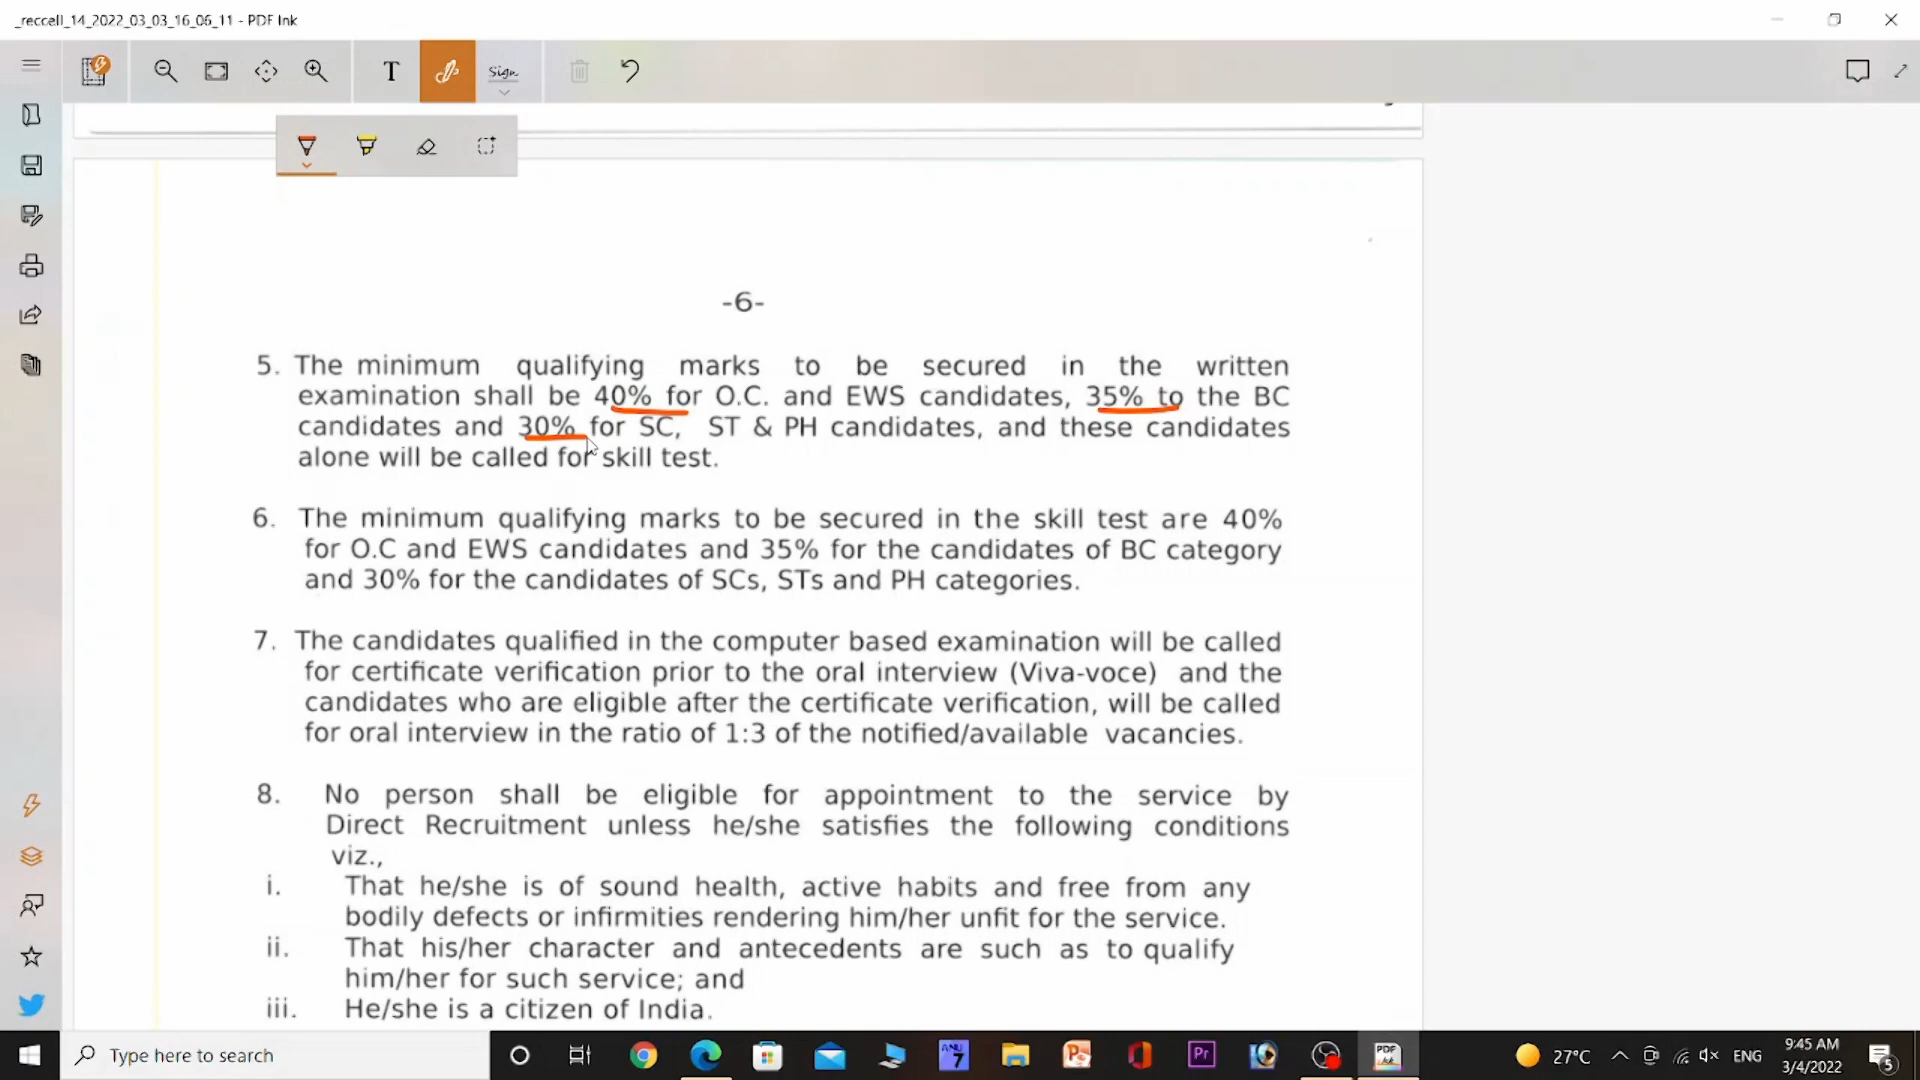 _reccell_14_2022_03_03_16_06_11 - PDF Ink
T
Sign
-6-
5. The minimum qualifying marks to be secured in the written
examination shall be 40% for O.C. and EWS candidates, 35% to the BC
candidates and 30% for SC, ST & PH candidates, and these candidates
alone will be called for skill test.
6. The minimum qualifying marks to be secured in the skill test are 40%
for O.C and EWS candidates and 35% for the candidates of BC category
and 30% for the candidates of SCs, STs and PH categories.
7. The candidates qualified in the computer based examination will be called
for certificate verification prior to the oral interview (Viva-voce) and the
candidates who are eligible after the certificate verification, will be called
for oral interview in the ratio of 1:3 of the notified/available vacancies.
8. No person shall be eligible for appointment to the service by
Direct Recruitment unless he/she satisfies the following conditions
viz.,
i. That he/she is of sound health, active habits and free from any
bodily defects or infirmities rendering him/her unfit for the service.
ii. That his/her character and antecedents are such as to qualify
him/her for such service; and
iii. He/she is a citizen of India.
Type here to search
ANU
7
Pr
PDF
Ink
27°C
ENG
9:45 AM
3/4/2022
5